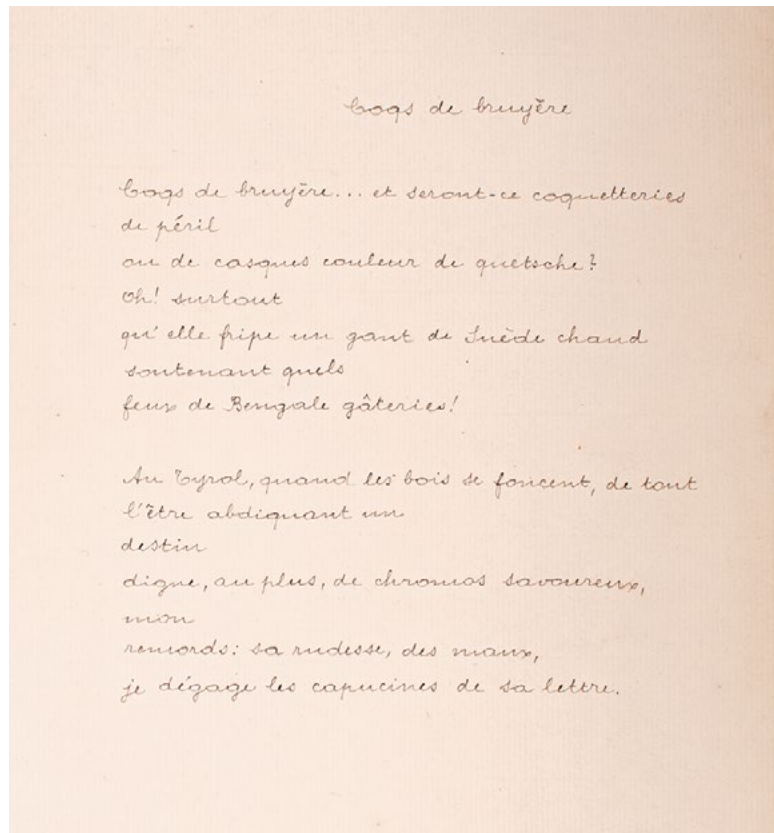 Coqs de bruyère
Coqs de bruyère... et seront-ce coquetteries
de péril
ou de casques couleur de quetsche?
Oh! surtout
qu'elle fripe un gant de Suède chaud
soutenant quels
feux de Bengale gâteries!
Au Tyrol, quand les bois se foncent, de tout
l'être abdiquant un
destin
digne, au plus, de chromos savoureux,
mon
remords: sa rudesse, des maux,
je dégage les capucines de sa lettre.